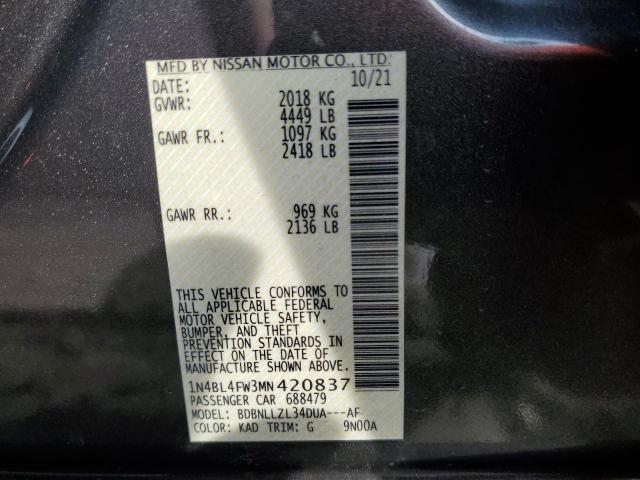 MFD BY NISSAN MOTOR CO., LTD.
DATE: 10/21
GVWR: 2018 KG
4449 LB
GAWR FR.: 1097 KG
2418 LB
GAWR RR.: 969 KG
2136 LB
THIS VEHICLE CONFORMS TO
ALL APPLICABLE FEDERAL
MOTOR VEHICLE SAFETY,
BUMPER, AND THEFT
PREVENTION STANDARDS IN
EFFECT ON THE DATE OF
MANUFACTURE SHOWN ABOVE.
1N4BL4FW3MN420837
PASSENGER CAR 688479
MODEL: BDBNLLZL34DUA---AF
COLOR: KAD TRIM: G 9N00A